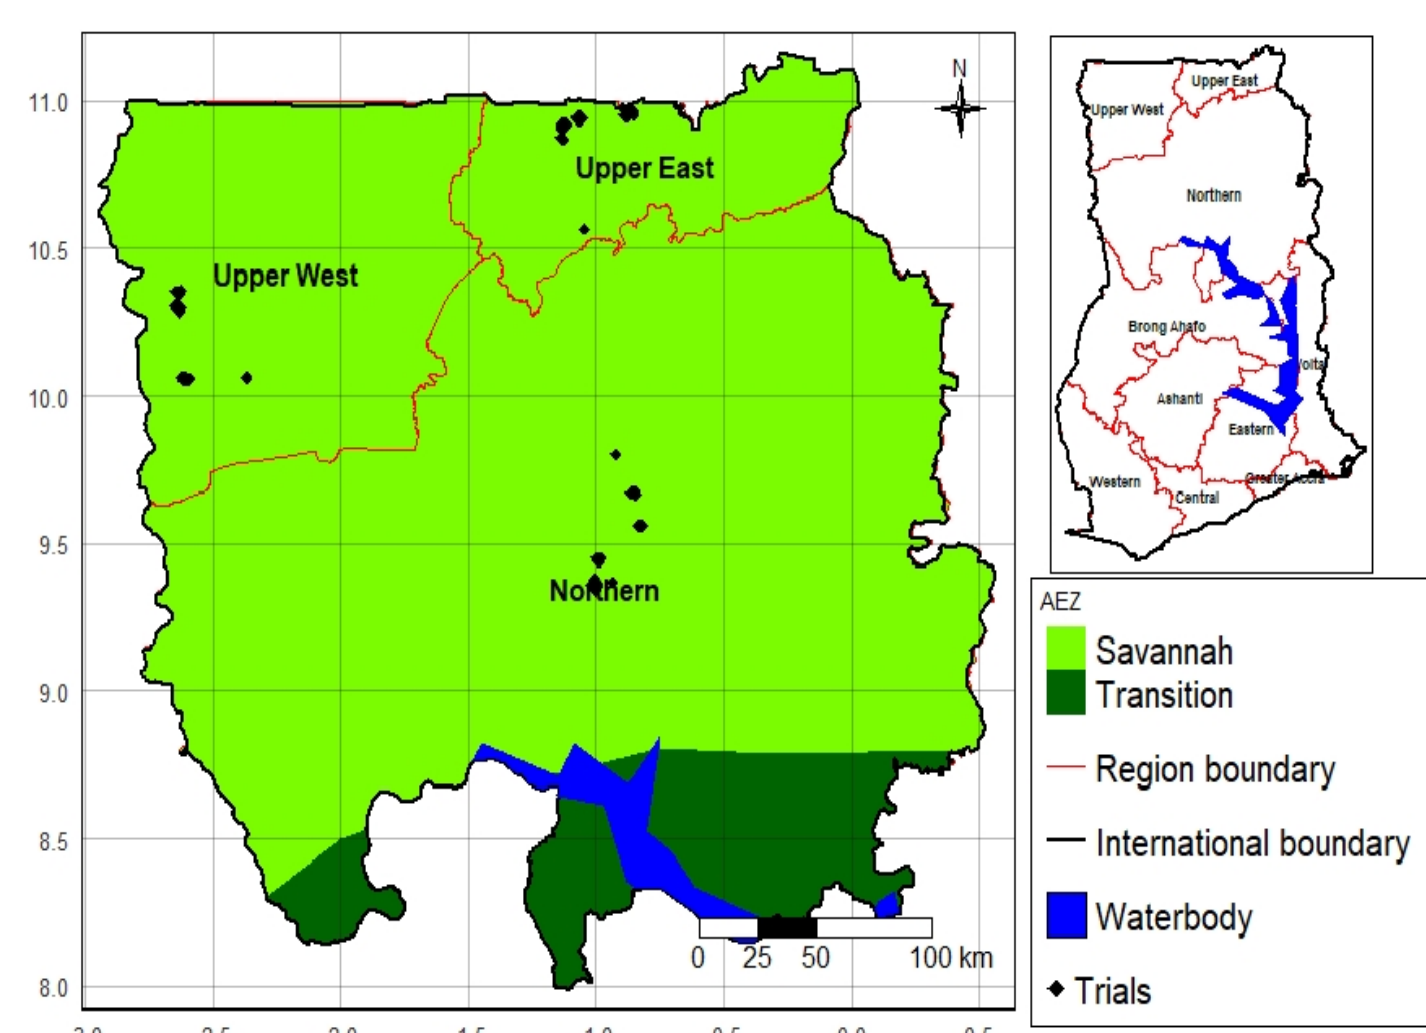 N
11.0
10.5
10.0
9.5
9.0
8.5
8.0
Upper East
Upper West
Northern
0 25 50 100 km
Upper East
Upper West
Northern
Brong Ahafo
Volta
Ashanti
Eastern
Western
Central
Greater Accra
AEZ
Savannah
Transition
Region boundary
International boundary
Waterbody
Trials